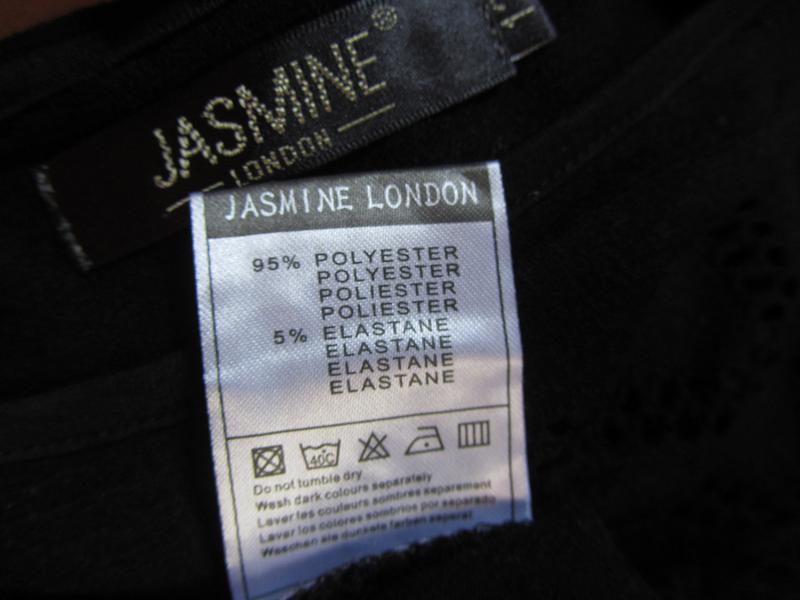 JASMINE®
LONDON
JASMINE LONDON
95% POLYESTER
POLYESTER
POLIESTER
POLIESTER
5% ELASTANE
ELASTANE
ELASTANE
ELASTANE
40C
Do not tumble dry
Wesh dark colours separately
Laver les couleurs sombres separement
Lavar los colores sombrios por separado
Waschen sie dunkele farben separat